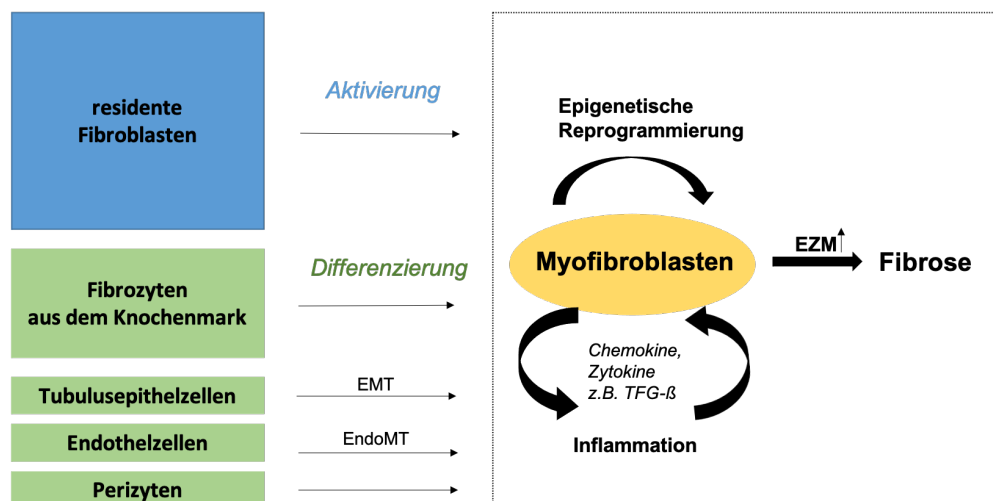 residente
Fibroblasten
Aktivierung
Fibrozyten
aus dem Knochenmark
Differenzierung
Tubulusepithelzellen
EMT
Endothelzellen
EndoMT
Perizyten
Epigenetische
Reprogrammierung
Myofibroblasten
EZM↑
Fibrose
Chemokine,
Zytokine
z.B. TFG-ß
Inflammation